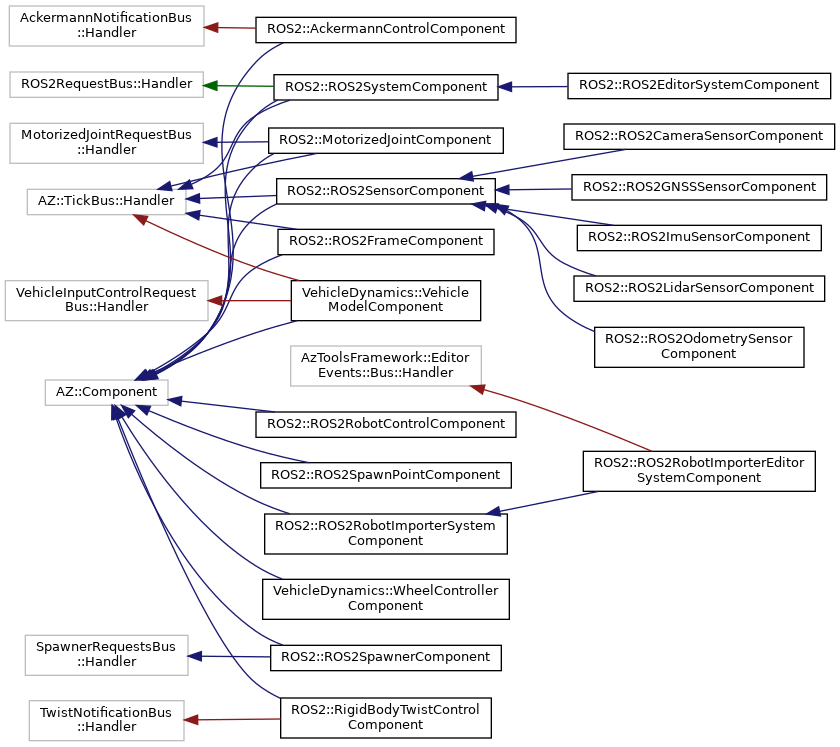 AckermannNotificationBus
::Handler
ROS2::AckermannControlComponent
ROS2RequestBus::Handler
ROS2::ROS2SystemComponent
ROS2::ROS2EditorSystemComponent
MotorizedJointRequestBus
::Handler
ROS2::MotorizedJointComponent
ROS2::ROS2CameraSensorComponent
AZ::TickBus::Handler
ROS2::ROS2SensorComponent
ROS2::ROS2GNSSSensorComponent
ROS2::ROS2FrameComponent
ROS2::ROS2ImuSensorComponent
VehicleInputControlRequest
Bus::Handler
VehicleDynamics::Vehicle
ModelComponent
ROS2::ROS2LidarSensorComponent
ROS2::ROS2OdometrySensor
Component
AzToolsFramework::Editor
Events::Bus::Handler
AZ::Component
ROS2::ROS2RobotControlComponent
ROS2::ROS2SpawnPointComponent
ROS2::ROS2RobotImporterEditor
SystemComponent
ROS2::ROS2RobotImporterSystem
Component
VehicleDynamics::WheelController
Component
SpawnerRequestsBus
::Handler
ROS2::ROS2SpawnerComponent
TwistNotificationBus
::Handler
ROS2::RigidBodyTwistControl
Component